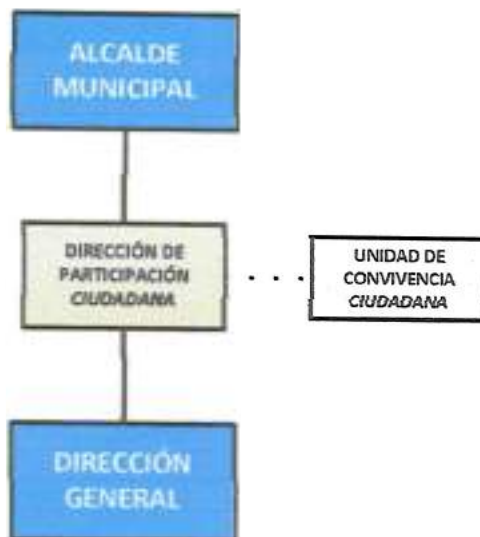 ALCALDE
MUNICIPAL
DIRECCIÓN DE
PARTICIPACIÓN
CIUDADANA
UNIDAD DE
CONVIVENCIA
CIUDADANA
DIRECCIÓN
GENERAL